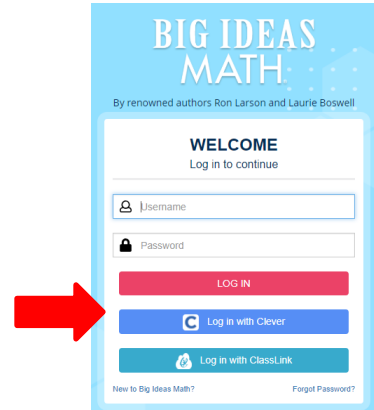 BIG IDEAS
MATH
By renowned authors Ron Larson and Laurie Boswell
WELCOME
Log in to continue
Username
Password
LOG IN
C Log in with Clever
Log in with ClassLink
New to Big Ideas Math? Forgot Password?